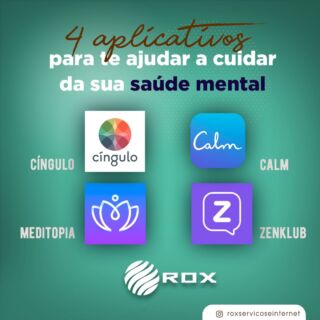 4 aplicativos
para te ajudar a cuidar
da sua saúde mental
CÍNGULO
cíngulo
Calm
CALM
MEDITOPIA
Z
ZENKLUB
ROX
roxservicoseinternet